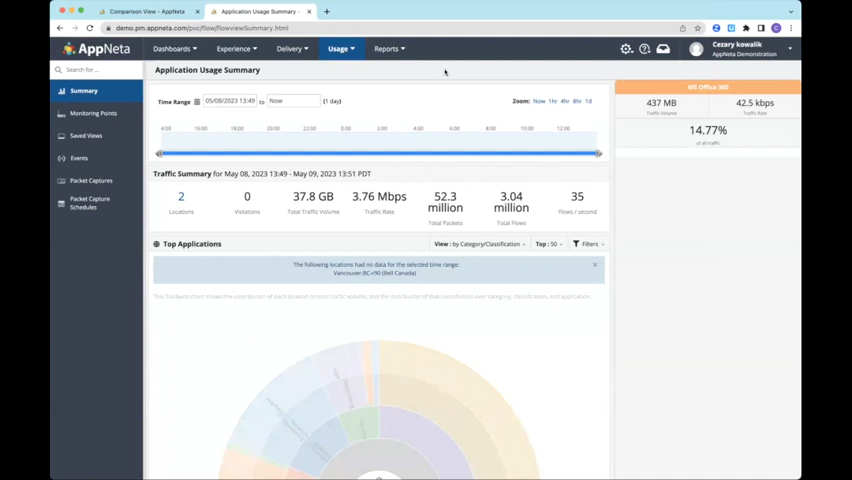 Comparison View - AppNeta
Application Usage Summary -
demo.pm.appneta.com/pvc/flow/flowviewSummary.html
AppNeta
Dashboards
Experience
Delivery
Usage
Reports
Cezary kowalik
AppNeta Demonstration
Search for ...
Summary
Monitoring Points
Saved Views
Events
Packet Captures
Packet Capture
Schedules
Application Usage Summary
Time Range
05/08/2023 13:49
to
Now
(1 day)
Zoom: Now 1hr 4hr 8hr 1d
16:00 18:00 20:00 22:00 0:00 2:00 4:00 6:00 8:00 10:00 12:00
Traffic Summary for May 08, 2023 13:49 - May 09, 2023 13:51 PDT
2
Locations
0
Violations
37.8 GB
Total Traffic Volume
3.76 Mbps
Traffic Rate
52.3
million
Total Packets
3.04
million
Total Flows
35
Flows / second
Top Applications
View : by Category/Classification
Top : 50
Filters
The following locations had no data for the selected time range:
Vancouver,BC-r90 (Bell Canada)
This Sunburst chart shows the contribution of each location to total traffic volume, and the distribution of that contribution over category, classification, and application.
MS Office 365
437 MB
Traffic Volume
42.5 kbps
Traffic Rate
14.77%
of all traffic